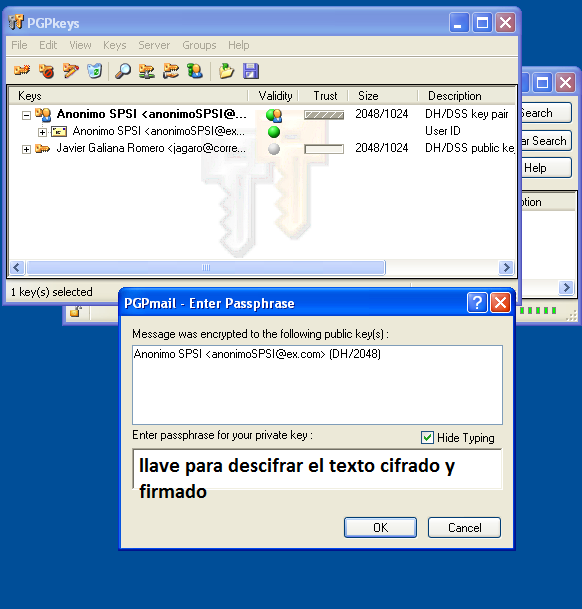 PGPkeys
File Edit View Keys Server Groups Help
Keys Validity Trust Size Description
Anonimo SPSI <anonimoSPSI@... 2048/1024 DH/DSS key pair
Anonimo SPSI <anonimoSPSI@ex... User ID
Javier Galiana Romero <jagaro@corre... 2048/1024 DH/DSS public ke
1 key(s) selected
Search
ar Search
Help
ption
PGPmail - Enter Passphrase
Message was encrypted to the following public key(s) :
Anonimo SPSI <anonimoSPSI@ex.com> (DH/2048)
Enter passphrase for your private key :
Hide Typing
llave para descifrar el texto cifrado y
firmado
OK
Cancel